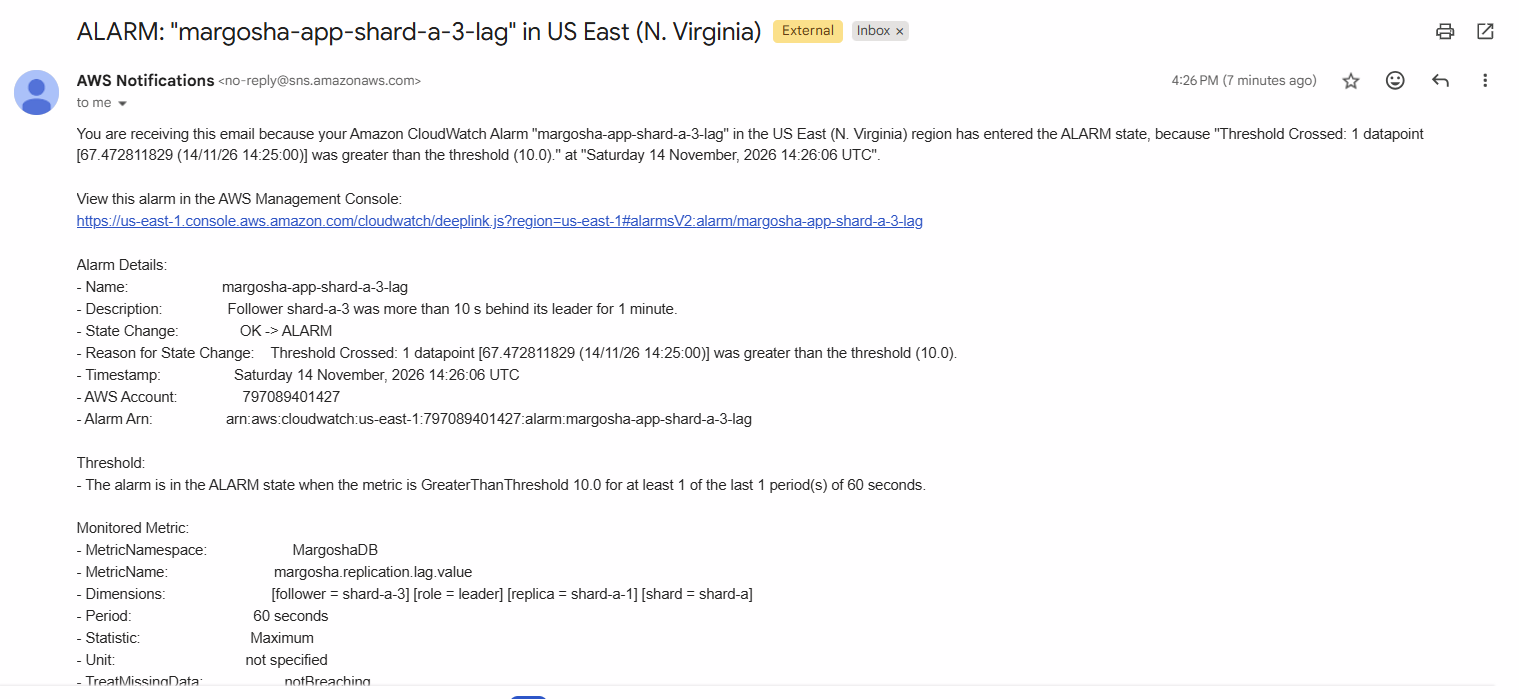 ALARM: "margosha-app-shard-a-3-lag" in US East (N. Virginia) External Inbox ×
AWS Notifications <no-reply@sns.amazonaws.com> 4:26 PM (7 minutes ago)
to me
You are receiving this email because your Amazon CloudWatch Alarm "margosha-app-shard-a-3-lag" in the US East (N. Virginia) region has entered the ALARM state, because "Threshold Crossed: 1 datapoint
[67.472811829 (14/11/26 14:25:00)] was greater than the threshold (10.0)." at "Saturday 14 November, 2026 14:26:06 UTC".
View this alarm in the AWS Management Console:
https://us-east-1.console.aws.amazon.com/cloudwatch/deeplink.js?region=us-east-1#alarmsV2:alarm/margosha-app-shard-a-3-lag
Alarm Details:
- Name: margosha-app-shard-a-3-lag
- Description: Follower shard-a-3 was more than 10 s behind its leader for 1 minute.
- State Change: OK -> ALARM
- Reason for State Change: Threshold Crossed: 1 datapoint [67.472811829 (14/11/26 14:25:00)] was greater than the threshold (10.0).
- Timestamp: Saturday 14 November, 2026 14:26:06 UTC
- AWS Account: 797089401427
- Alarm Arn: arn:aws:cloudwatch:us-east-1:797089401427:alarm:margosha-app-shard-a-3-lag
Threshold:
- The alarm is in the ALARM state when the metric is GreaterThanThreshold 10.0 for at least 1 of the last 1 period(s) of 60 seconds.
Monitored Metric:
- MetricNamespace: MargoshaDB
- MetricName: margosha.replication.lag.value
- Dimensions: [follower = shard-a-3] [role = leader] [replica = shard-a-1] [shard = shard-a]
- Period: 60 seconds
- Statistic: Maximum
- Unit: not specified
- TreatMissingData: notBreaching